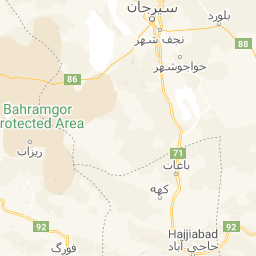 سیرجان
بلورد
نجف شهر
88
خواجوشهر
86
Bahramgor
rotected Area
ریزاب
71
باغات
کهه
92
92
Hajjiabad
حاجی آباد
فورگ